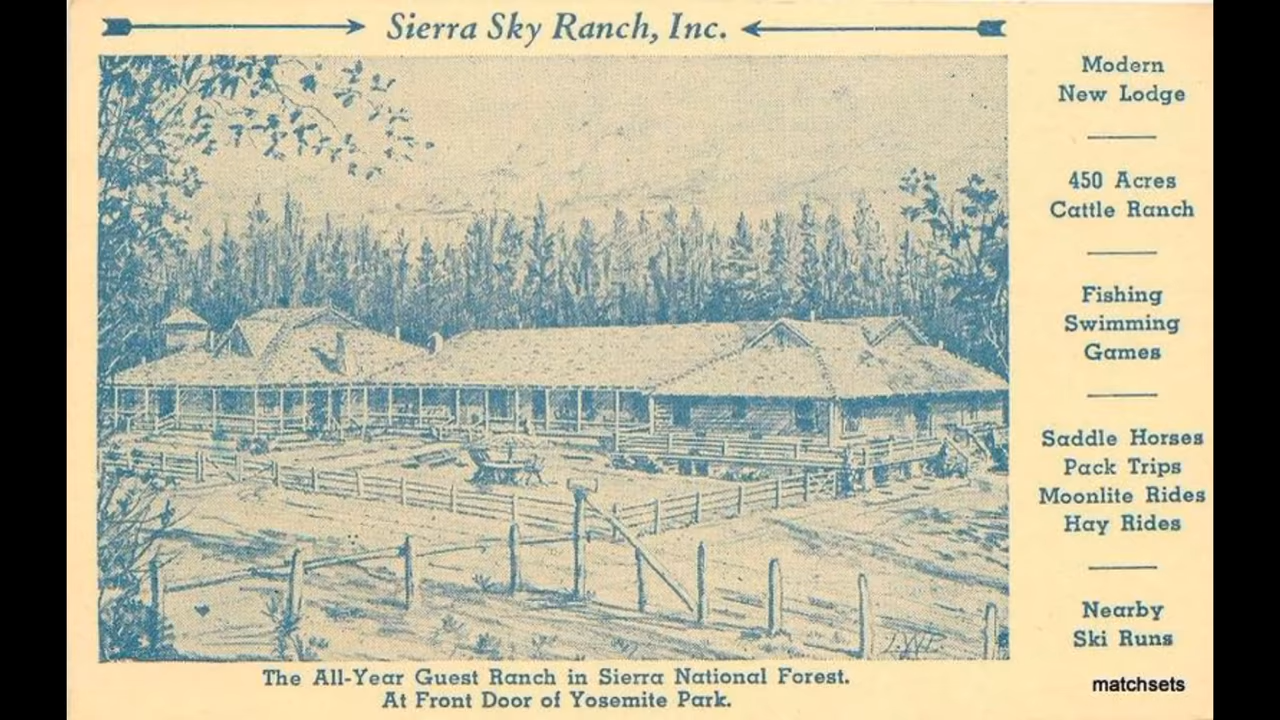 Sierra Sky Ranch, Inc.
Modern
New Lodge
450 Acres
Cattle Ranch
Fishing
Swimming
Games
Saddle Horses
Pack Trips
Moonlite Rides
Hay Rides
Nearby
Ski Runs
The All-Year Guest Ranch in Sierra National Forest.
At Front Door of Yosemite Park.
matchsets